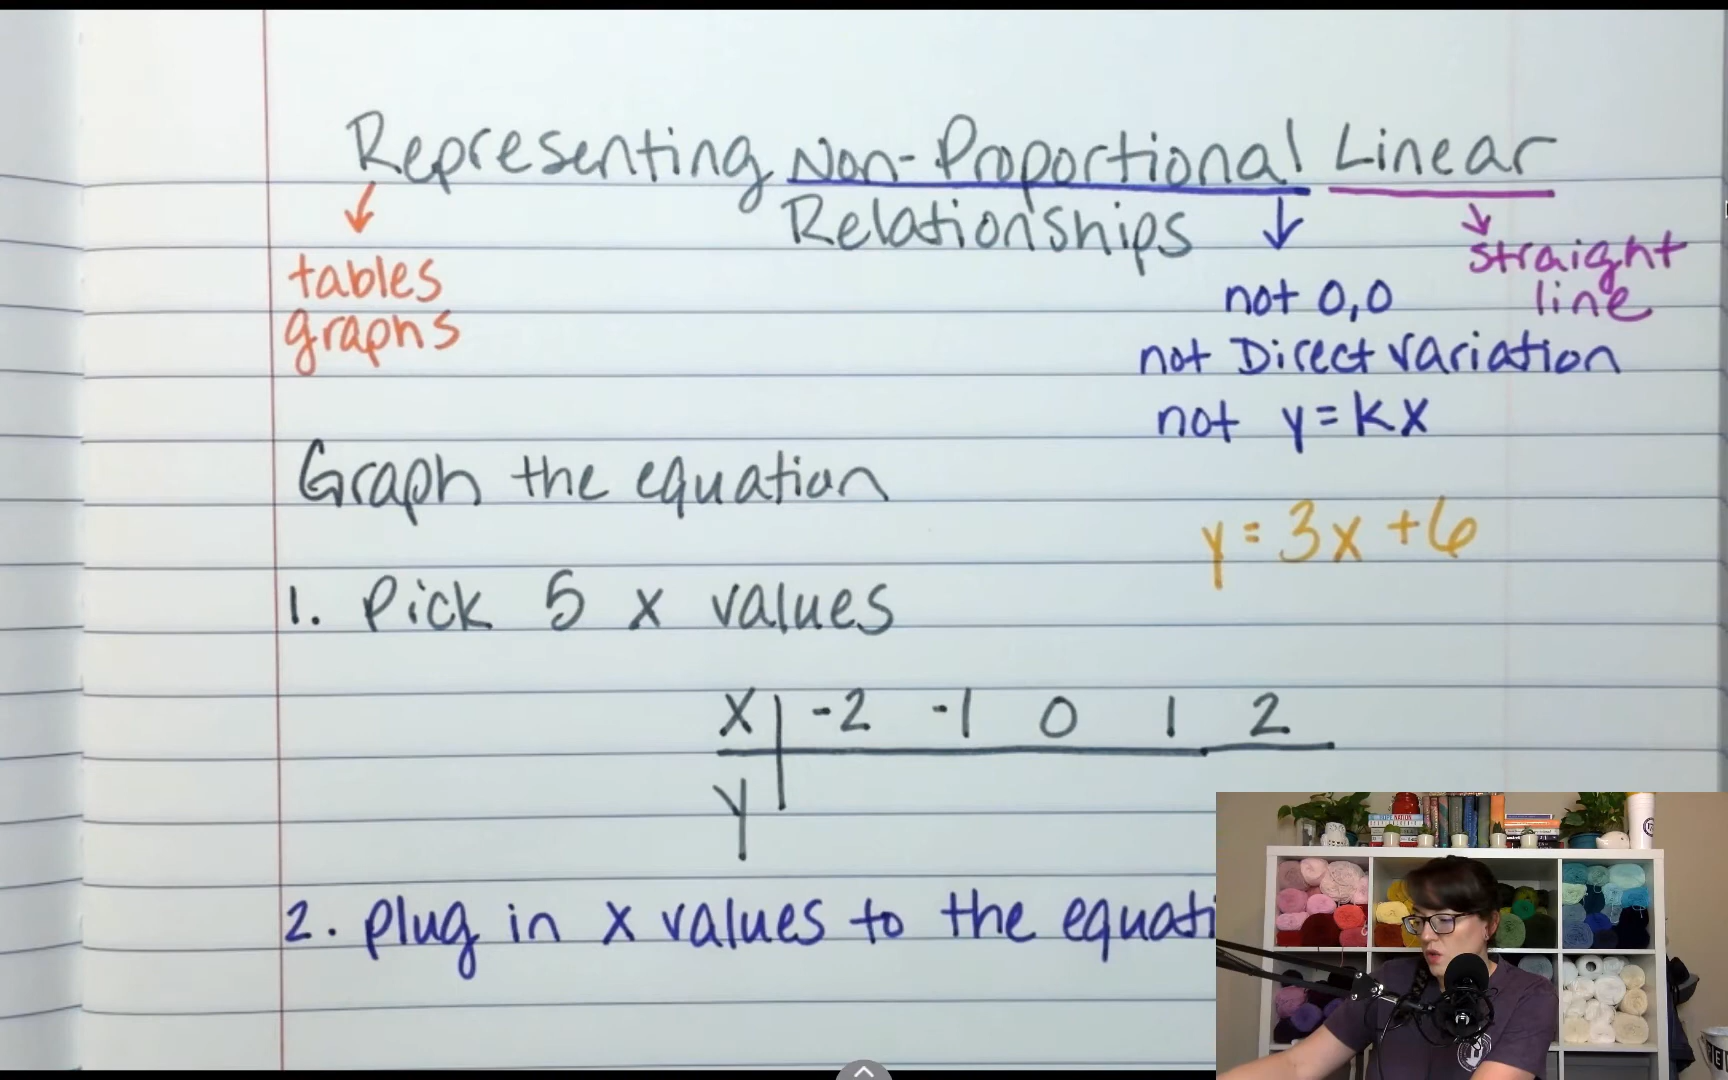 Representing Non-Proportional Linear
Relationships
tables
graphs
straight
line
not 0,0
not Direct Variation
not y=kx
Graph the equation
y=3x+6
1. Pick 5 x values
X -2 -1 0 1 2
y
2. plug in x values to the equati